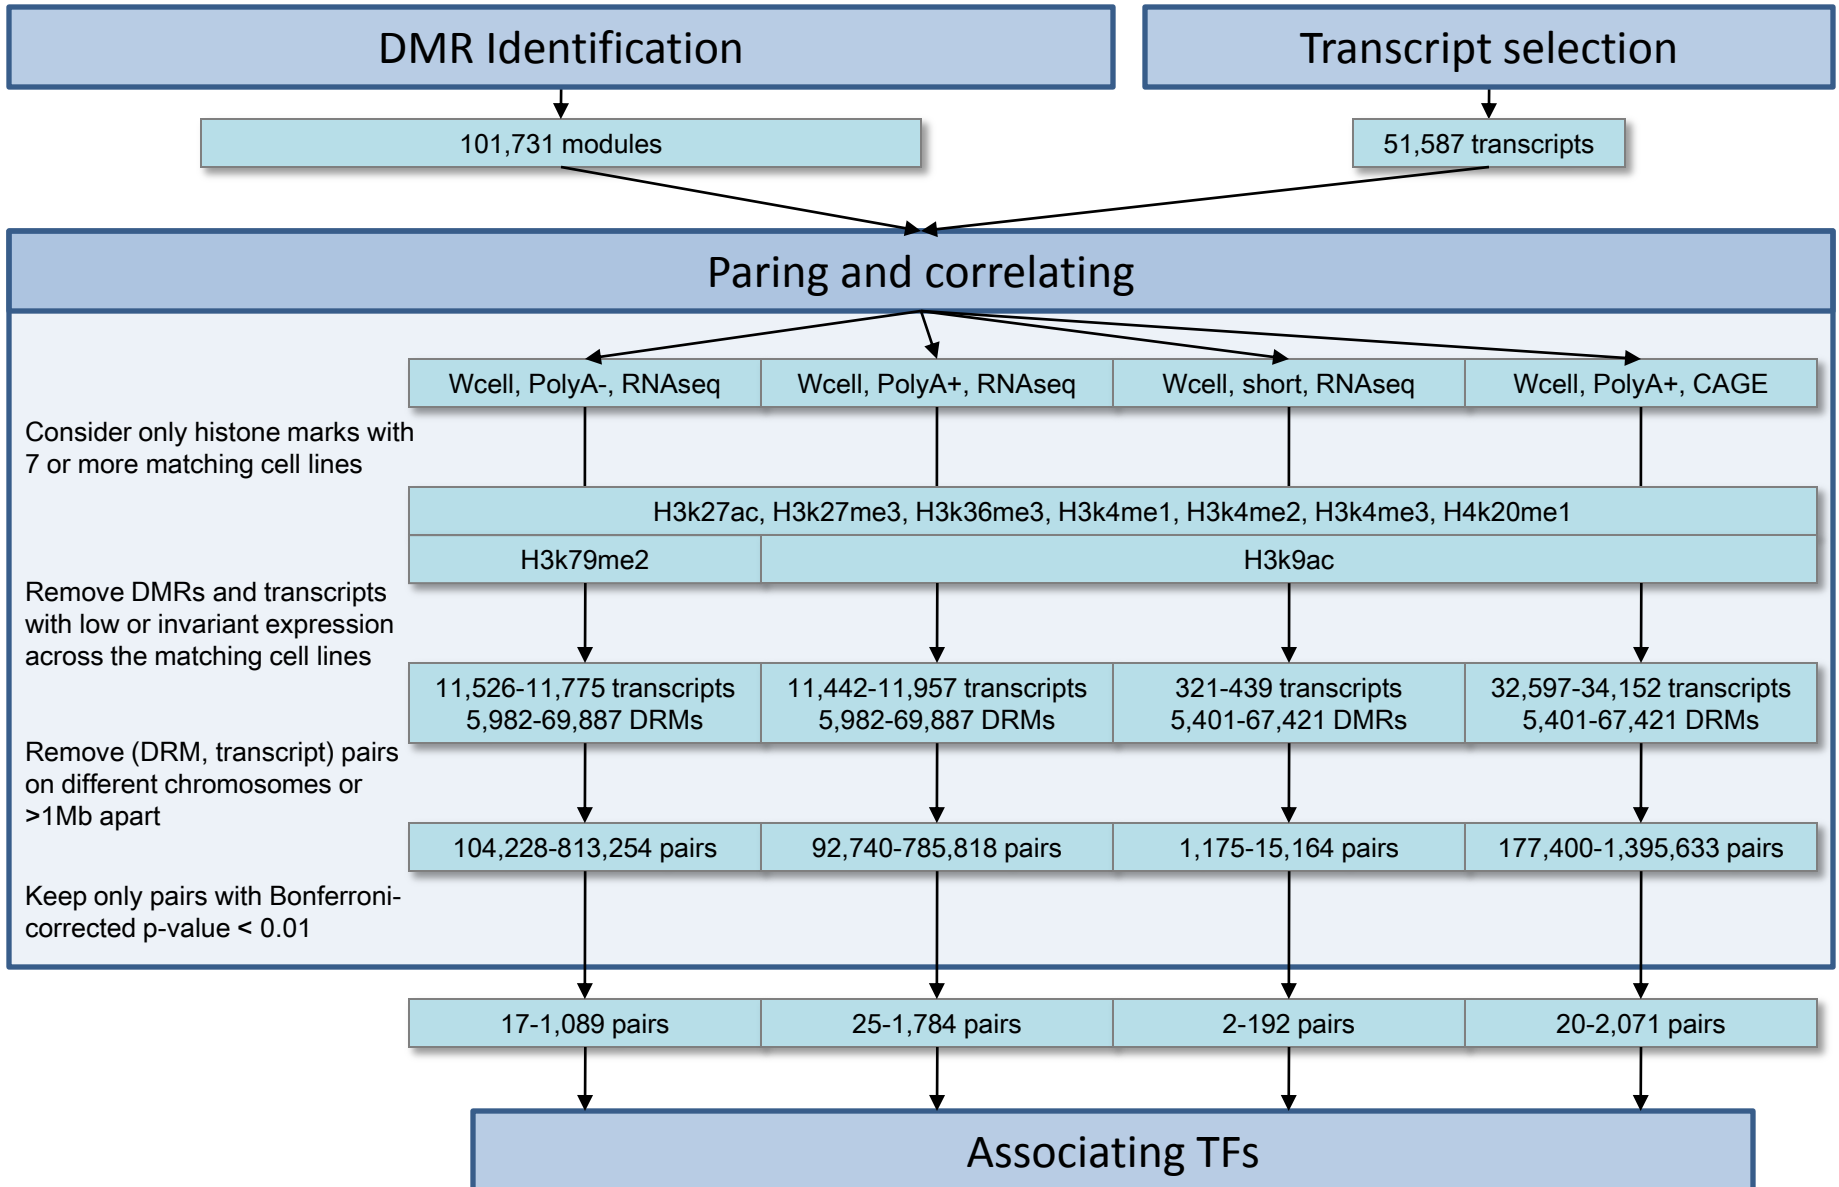 DMR Identification
Transcript selection
101,731 modules
51,587 transcripts
Paring and correlating
Wcell, PolyA-, RNAseq
Wcell, PolyA+, RNAseq
Wcell, short, RNAseq
Wcell, PolyA+, CAGE
Consider only histone marks with
7 or more matching cell lines
H3k27ac, H3k27me3, H3k36me3, H3k4me1, H3k4me2, H3k4me3, H4k20me1
H3k79me2
H3k9ac
Remove DMRs and transcripts
with low or invariant expression
across the matching cell lines
11,526-11,775 transcripts
5,982-69,887 DRMs
11,442-11,957 transcripts
5,982-69,887 DRMs
321-439 transcripts
5,401-67,421 DMRs
32,597-34,152 transcripts
5,401-67,421 DRMs
Remove (DRM, transcript) pairs
on different chromosomes or
>1Mb apart
104,228-813,254 pairs
92,740-785,818 pairs
1,175-15,164 pairs
177,400-1,395,633 pairs
Keep only pairs with Bonferroni-
corrected p-value < 0.01
17-1,089 pairs
25-1,784 pairs
2-192 pairs
20-2,071 pairs
Associating TFs